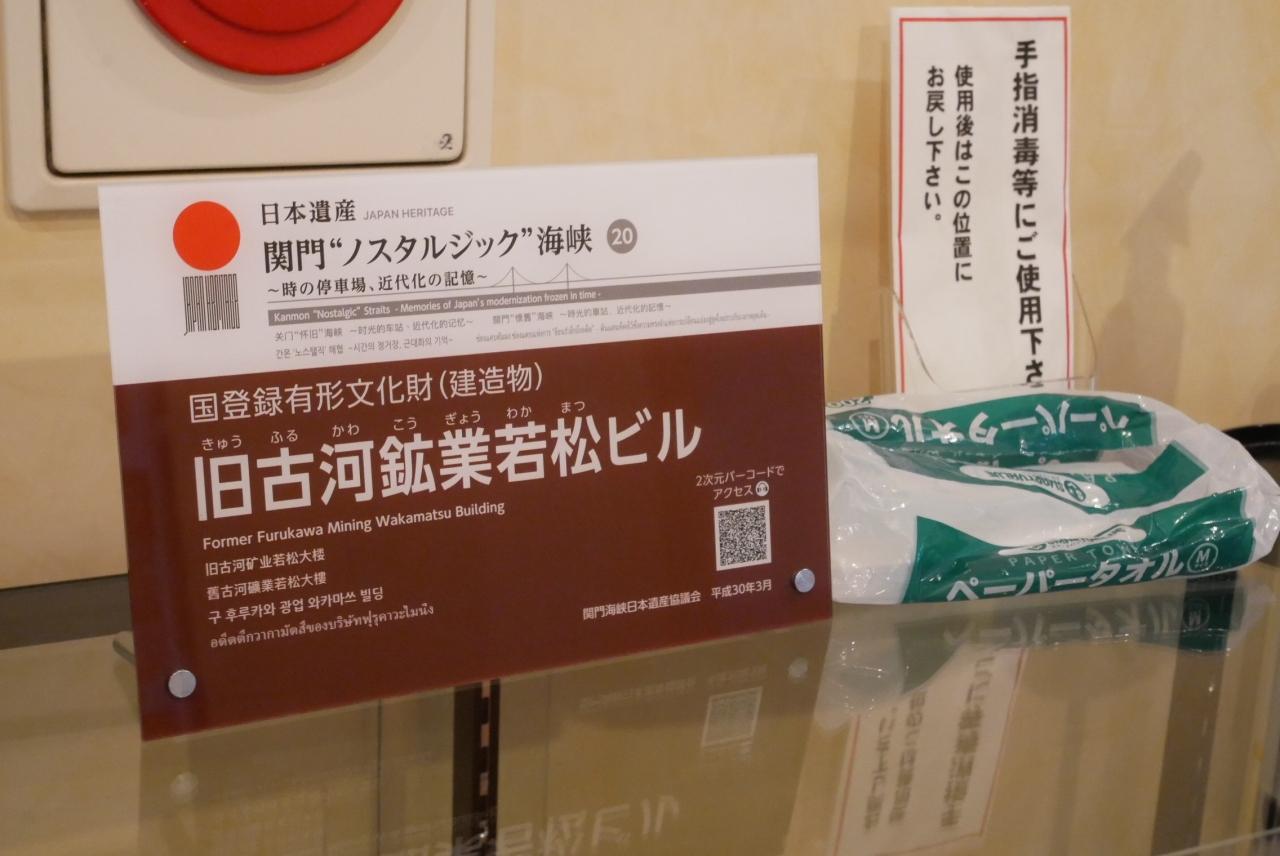 2
日本遺産 JAPAN HERITAGE
関門“ノスタルジック”海峡 20
～時の停車場、近代化の記憶～
Kanmon "Nostalgic" Straits - Memories of Japan's modernization frozen in time -
关门“怀旧”海峡 ～时光的车站、近代化的记忆～ 関門“懷舊”海峽 ～時光的車站、近代化的記憶～
간몬 '노스탤직' 해협 ~시간의 정거장, 근대화의 기억~
JAPAN HERITAGE
国登録有形文化財(建造物)
きゅう ふる かわ こう ぎょう わか まつ
旧古河鉱業若松ビル
Former Furukawa Mining Wakamatsu Building
旧古河矿业若松大楼
舊古河礦業若松大樓
구 후루카와 광업 와카마쓰 빌딩
อดีตตึกวากามัตสึของบริษัทฟุรุคาวะไมนิ่ง
2次元バーコードで
アクセス
関門海峡日本遺産協議会 平成30年3月
手指消毒等にご使用下さ
使用後はこの位置に
お戻し下さい。
ペーパータオル M
PAPER TOW
ペーパータオル M